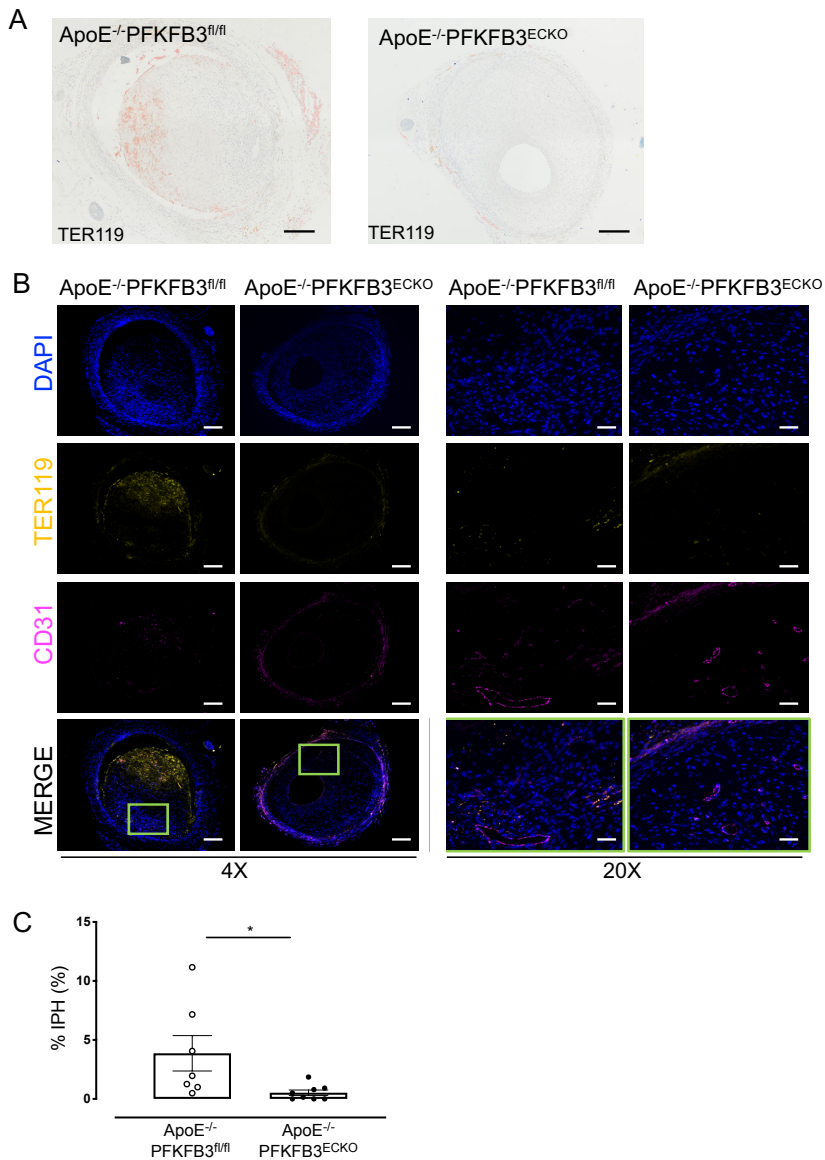 A
ApoE⁻/⁻PFKFB3ᶠˡ/ᶠˡ
ApoE⁻/⁻PFKFB3ᴱᶜᴷᴼ
TER119
TER119
B
ApoE⁻/⁻PFKFB3ᶠˡ/ᶠˡ
ApoE⁻/⁻PFKFB3ᴱᶜᴷᴼ
ApoE⁻/⁻PFKFB3ᶠˡ/ᶠˡ
ApoE⁻/⁻PFKFB3ᴱᶜᴷᴼ
DAPI
TER119
CD31
MERGE
4X
20X
C
% IPH (%)
15
10
5
0
*
ApoE⁻/⁻
PFKFB3ᶠˡ/ᶠˡ
ApoE⁻/⁻
PFKFB3ᴱᶜᴷᴼ